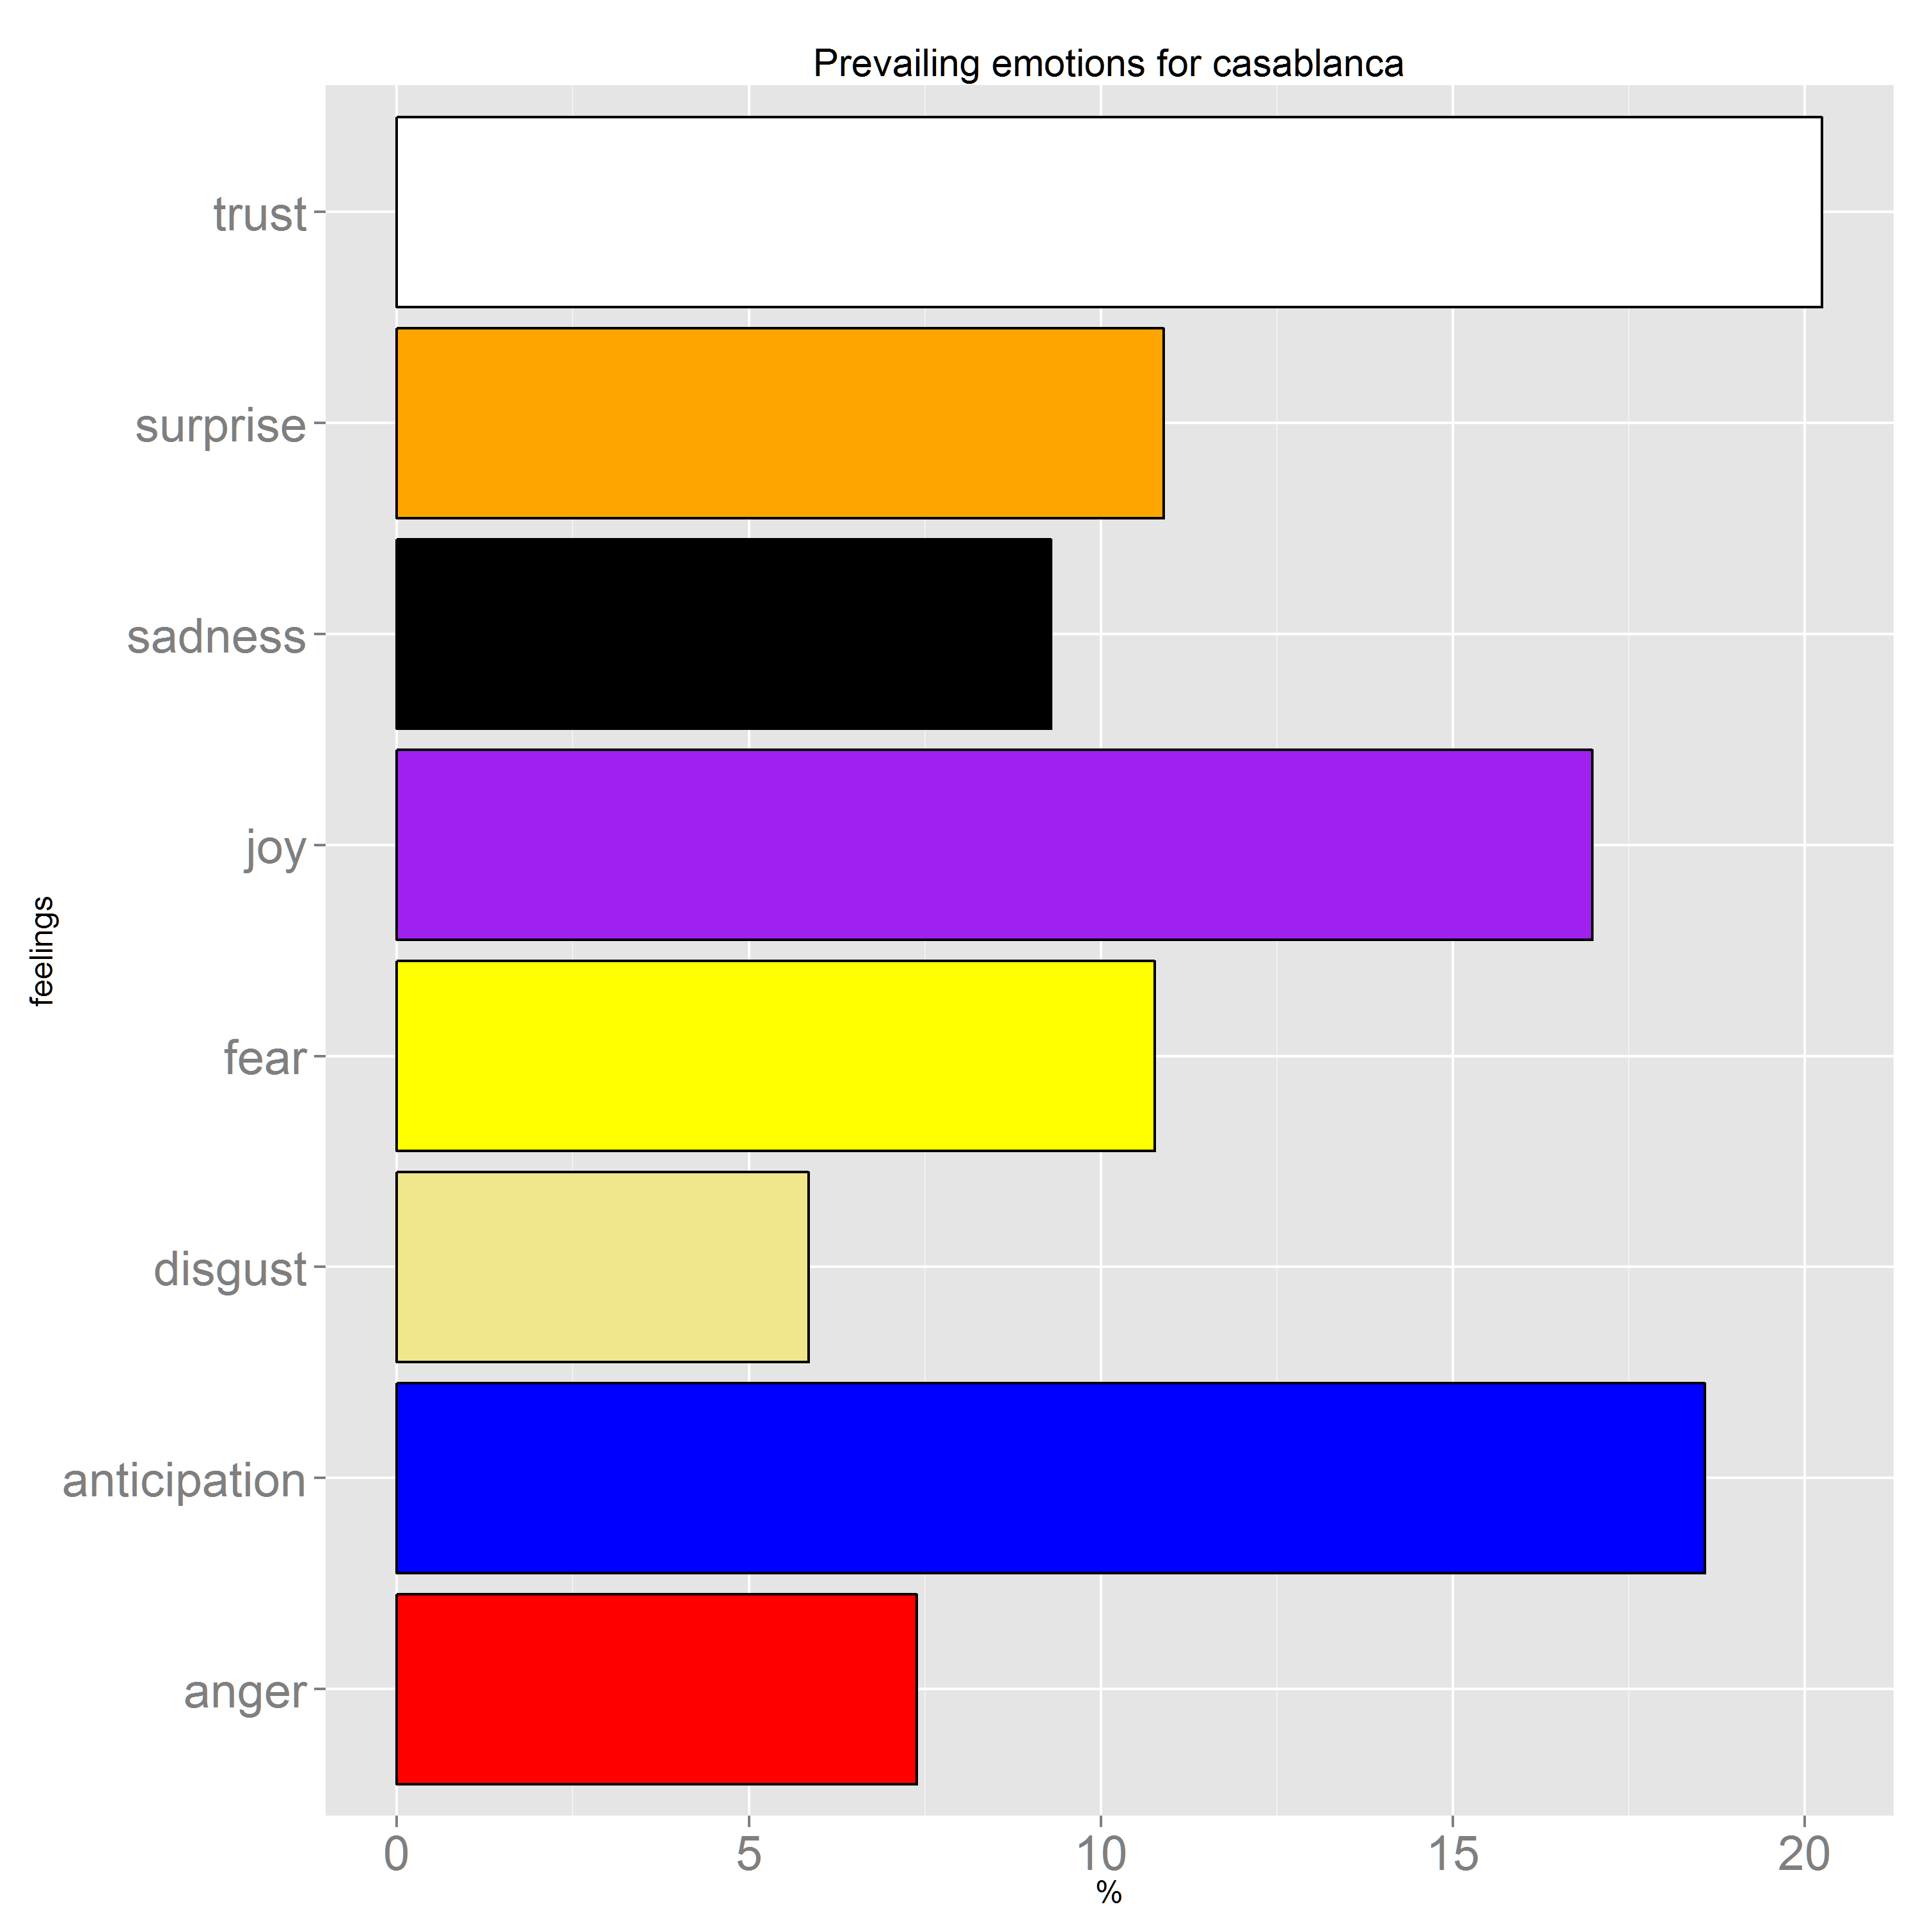 Prevailing emotions for casablanca
trust
surprise
sadness
joy
feelings
fear
disgust
anticipation
anger
0 5 10 15 20
%